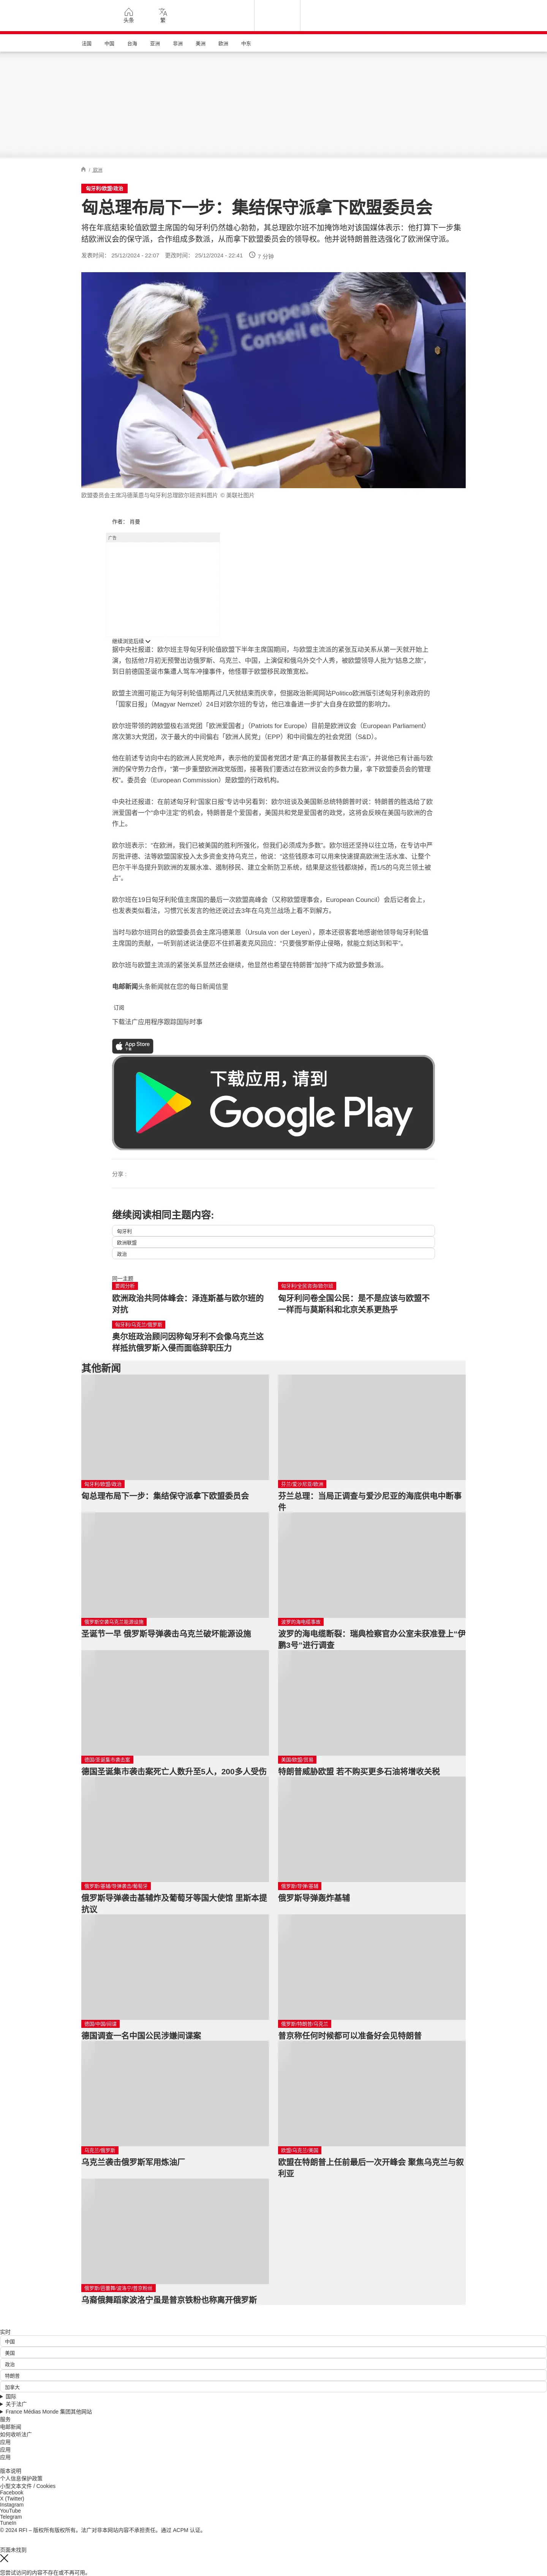 头条
繁
法国
中国
台海
亚洲
非洲
美洲
欧洲
中东
/ 欧洲
匈牙利/欧盟/政治
匈总理布局下一步：集结保守派拿下欧盟委员会
将在年底结束轮值欧盟主席国的匈牙利仍然雄心勃勃，其总理欧尔班不加掩饰地对该国媒体表示：他打算下一步集
结欧洲议会的保守派，合作组成多数派，从而拿下欧盟委员会的领导权。他并说特朗普胜选强化了欧洲保守派。
发表时间： 25/12/2024 - 22:07 更改时间： 25/12/2024 - 22:41 7 分钟
European
Council
欧盟委员会主席冯德莱恩与匈牙利总理欧尔班资料图片 © 美联社图片
作者： 肖曼
广告
继续浏览后续
据中央社报道：欧尔班主导匈牙利轮值欧盟下半年主席国期间，与欧盟主流派的紧张互动关系从第一天就开始上
演，包括他7月初无预警出访俄罗斯、乌克兰、中国，上演促和俄乌外交个人秀，被欧盟领导人批为“姑息之旅”，
到日前德国圣诞市集遭人驾车冲撞事件，他怪罪于欧盟移民政策宽松。
欧盟主流圈可能正为匈牙利轮值期再过几天就结束而庆幸，但据政治新闻网站Politico欧洲版引述匈牙利亲政府的
「国家日报」（Magyar Nemzet）24日对欧尔班的专访，他已准备进一步扩大自身在欧盟的影响力。
欧尔班带领的跨欧盟极右派党团「欧洲爱国者」（Patriots for Europe）目前是欧洲议会（European Parliament）
席次第3大党团，次于最大的中间偏右「欧洲人民党」（EPP）和中间偏左的社会党团（S&D）。
他在前述专访向中右的欧洲人民党呛声，表示他的爱国者党团才是“真正的基督教民主右派”，并说他已有计画与欧
洲的保守势力合作，“第一步重塑欧洲政党版图，接著我们要透过在欧洲议会的多数力量，拿下欧盟委员会的管理
权”。委员会（European Commission）是欧盟的行政机构。
中央社还报道：在前述匈牙利“国家日报”专访中另看到：欧尔班谈及美国新总统特朗普时说：特朗普的胜选给了欧
洲爱国者一个“命中注定”的机会，特朗普是个爱国者，美国共和党是爱国者的政党，这将会反映在美国与欧洲的合
作上。
欧尔班表示：“在欧洲，我们已被美国的胜利所强化，但我们必须成为多数”。欧尔班还坚持以往立场，在专访中严
厉批评德、法等欧盟国家投入太多资金支持乌克兰，他说：“这些钱原本可以用来快速提高欧洲生活水准、让整个
巴尔干半岛提升到欧洲的发展水准、遏制移民、建立全新防卫系统，结果是这些钱都烧掉，而1/5的乌克兰领土被
占”。
欧尔班在19日匈牙利轮值主席国的最后一次欧盟高峰会（又称欧盟理事会，European Council）会后记者会上，
也发表类似看法，习惯冗长发言的他还说过去3年在乌克兰战场上看不到解方。
当时与欧尔班同台的欧盟委员会主席冯德莱恩（Ursula von der Leyen），原本还很客套地感谢他领导匈牙利轮值
主席国的贡献，一听到前述说法便忍不住抓著麦克风回应：“只要俄罗斯停止侵略，就能立刻达到和平”。
欧尔班与欧盟主流派的紧张关系显然还会继续，他显然也希望在特朗普“加持”下成为欧盟多数派。
电邮新闻头条新闻就在您的每日新闻信里
订阅
下载法广应用程序跟踪国际时事
App Store
下载
下载应用，请到
Google Play
分享 :
继续阅读相同主题内容:
匈牙利
欧洲联盟
政治
同一主题
要闻分析
欧洲政治共同体峰会：泽连斯基与欧尔班的
对抗
匈牙利/全民咨询/欧尔班
匈牙利问卷全国公民：是不是应该与欧盟不
一样而与莫斯科和北京关系更热乎
匈牙利/乌克兰/俄罗斯
奥尔班政治顾问因称匈牙利不会像乌克兰这
样抵抗俄罗斯入侵而面临辞职压力
其他新闻
匈牙利/欧盟/政治
匈总理布局下一步：集结保守派拿下欧盟委员会
芬兰/爱沙尼亚/欧洲
芬兰总理：当局正调查与爱沙尼亚的海底供电中断事
件
俄罗斯空袭乌克兰能源设施
圣诞节一早 俄罗斯导弹袭击乌克兰破坏能源设施
波罗的海电缆事故
波罗的海电缆断裂：瑞典检察官办公室未获准登上“伊
鹏3号”进行调查
德国/圣诞集市袭击案
德国圣诞集市袭击案死亡人数升至5人，200多人受伤
美国/欧盟/贸易
特朗普威胁欧盟 若不购买更多石油将增收关税
俄罗斯/基辅/导弹袭击/葡萄牙
俄罗斯导弹袭击基辅炸及葡萄牙等国大使馆 里斯本提
抗议
俄罗斯/导弹/基辅
俄罗斯导弹轰炸基辅
德国/中国/间谍
德国调查一名中国公民涉嫌间谍案
俄罗斯/特朗普/乌克兰
普京称任何时候都可以准备好会见特朗普
乌克兰/俄罗斯
乌克兰袭击俄罗斯军用炼油厂
欧盟/乌克兰/美国
欧盟在特朗普上任前最后一次开峰会 聚焦乌克兰与叙
利亚
俄罗斯/芭蕾舞/波洛宁/普京粉丝
乌裔俄舞蹈家波洛宁虽是普京铁粉也称离开俄罗斯
实时
中国
美国
政治
特朗普
加拿大
国际
关于法广
France Médias Monde 集团其他网站
服务
电邮新闻
如何收听法广
应用
应用
应用
版本说明
个人信息保护政策
小型文本文件 / Cookies
Facebook
X (Twitter)
Instagram
YouTube
Telegram
TuneIn
© 2024 RFI – 版权所有版权所有。法广对非本网站内容不承担责任。通过 ACPM 认证。
页面未找到
您尝试访问的内容不存在或不再可用。